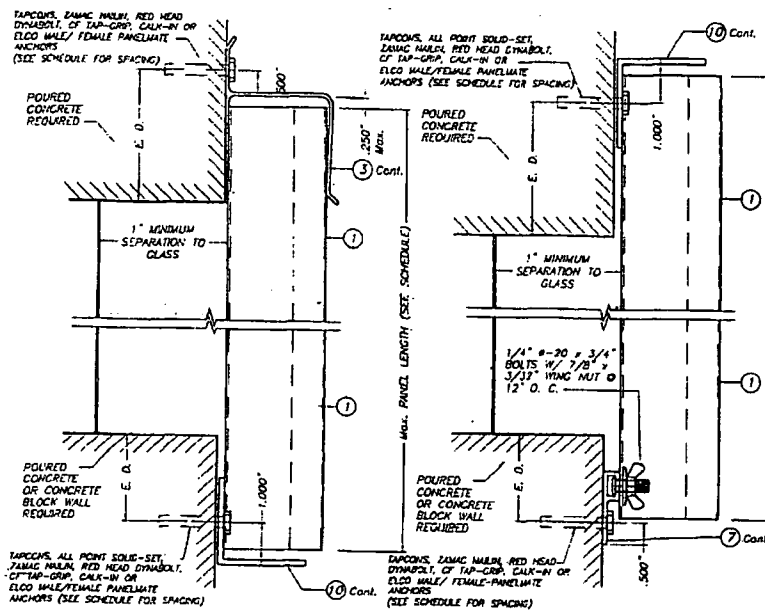 TAPCONS, ZAMAC NAILIN, RED HEAD
DYNABOLT, CF TAP-GRIP, CALK-IN OR
ELCO MALE/ FEMALE PANELMATE
ANCHORS
(SEE SCHEDULE FOR SPACING)
.500"
POURED
CONCRETE
REQUIRED
E. D.
.250"
Max.
3 Cont.
1" MINIMUM
SEPARATION TO
GLASS
1
Max. PANEL LENGTH (SEE SCHEDULE)
1
POURED
CONCRETE
OR CONCRETE
BLOCK WALL
REQUIRED
E. D.
1.000"
TAPCONS, ALL POINT SOLID-SET,
ZAMAC NAILIN, RED HEAD DYNABOLT,
CF TAP-GRIP, CALK-IN OR
ELCO MALE/ FEMALE PANELMATE
ANCHORS (SEE SCHEDULE FOR SPACING)
10 Cont.
TAPCONS, ALL POINT SOLID-SET,
ZAMAC NAILIN, RED HEAD DYNABOLT,
CF TAP-GRIP, CALK-IN OR
ELCO MALE/FEMALE PANELMATE
ANCHORS (SEE SCHEDULE FOR SPACING)
10 Cont.
POURED
CONCRETE
REQUIRED
E. D.
1.000"
1
1" MINIMUM
SEPARATION TO
GLASS
1/4" ø-20 x 3/4"
BOLTS W/ 7/8" x
3/32" WING NUT @
12" O. C.
1
POURED
CONCRETE
OR CONCRETE
BLOCK WALL
REQUIRED
E. D.
7 Cont.
.500"
TAPCONS, ZAMAC NAILIN, RED HEAD
DYNABOLT, CF TAP-GRIP, CALK-IN OR
ELCO MALE/ FEMALE-PANELMATE
ANCHORS
(SEE SCHEDULE FOR SPACING)